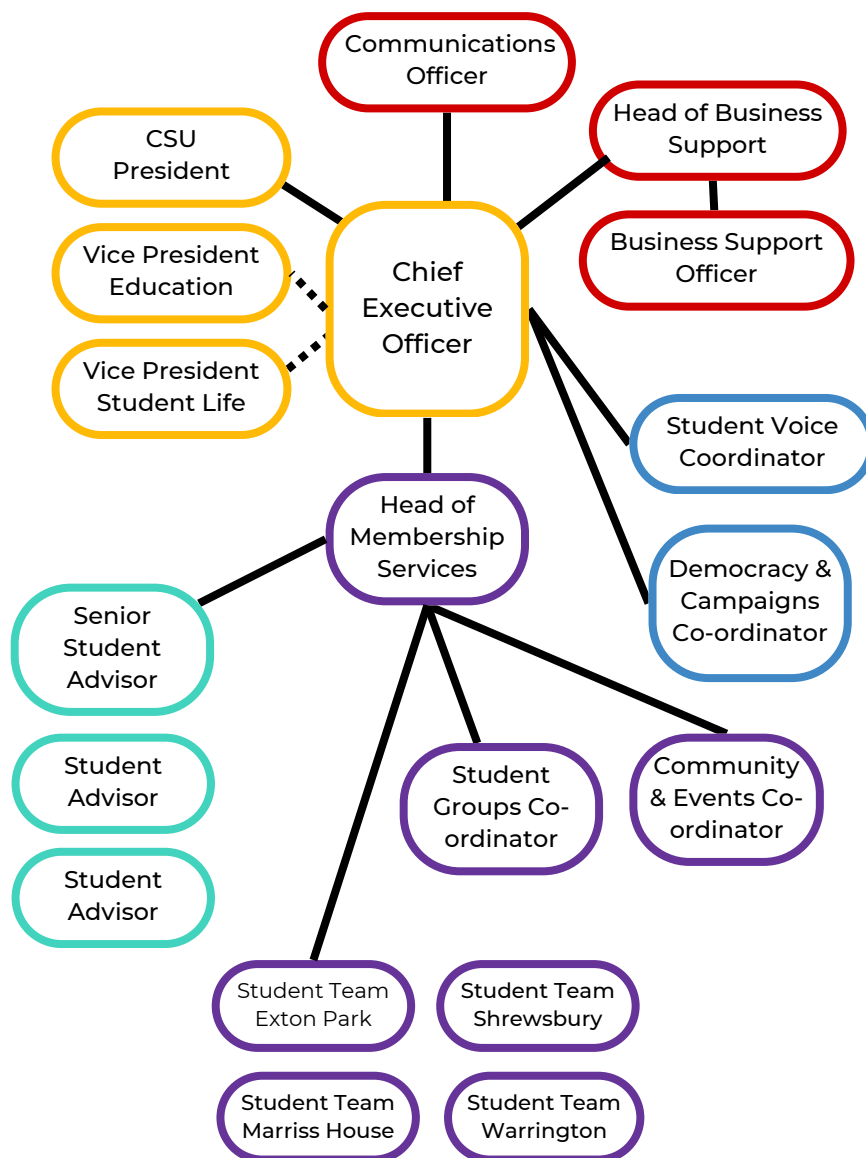 Communications
Officer
Head of Business
Support
CSU
President
Business Support
Officer
Vice President
Education
Chief
Executive
Officer
Vice President
Student Life
Student Voice
Coordinator
Head of
Membership
Services
Democracy &
Campaigns
Co-ordinator
Senior
Student
Advisor
Student
Advisor
Student
Groups Co-
ordinator
Community
& Events Co-
ordinator
Student
Advisor
Student Team
Exton Park
Student Team
Shrewsbury
Student Team
Marriss House
Student Team
Warrington